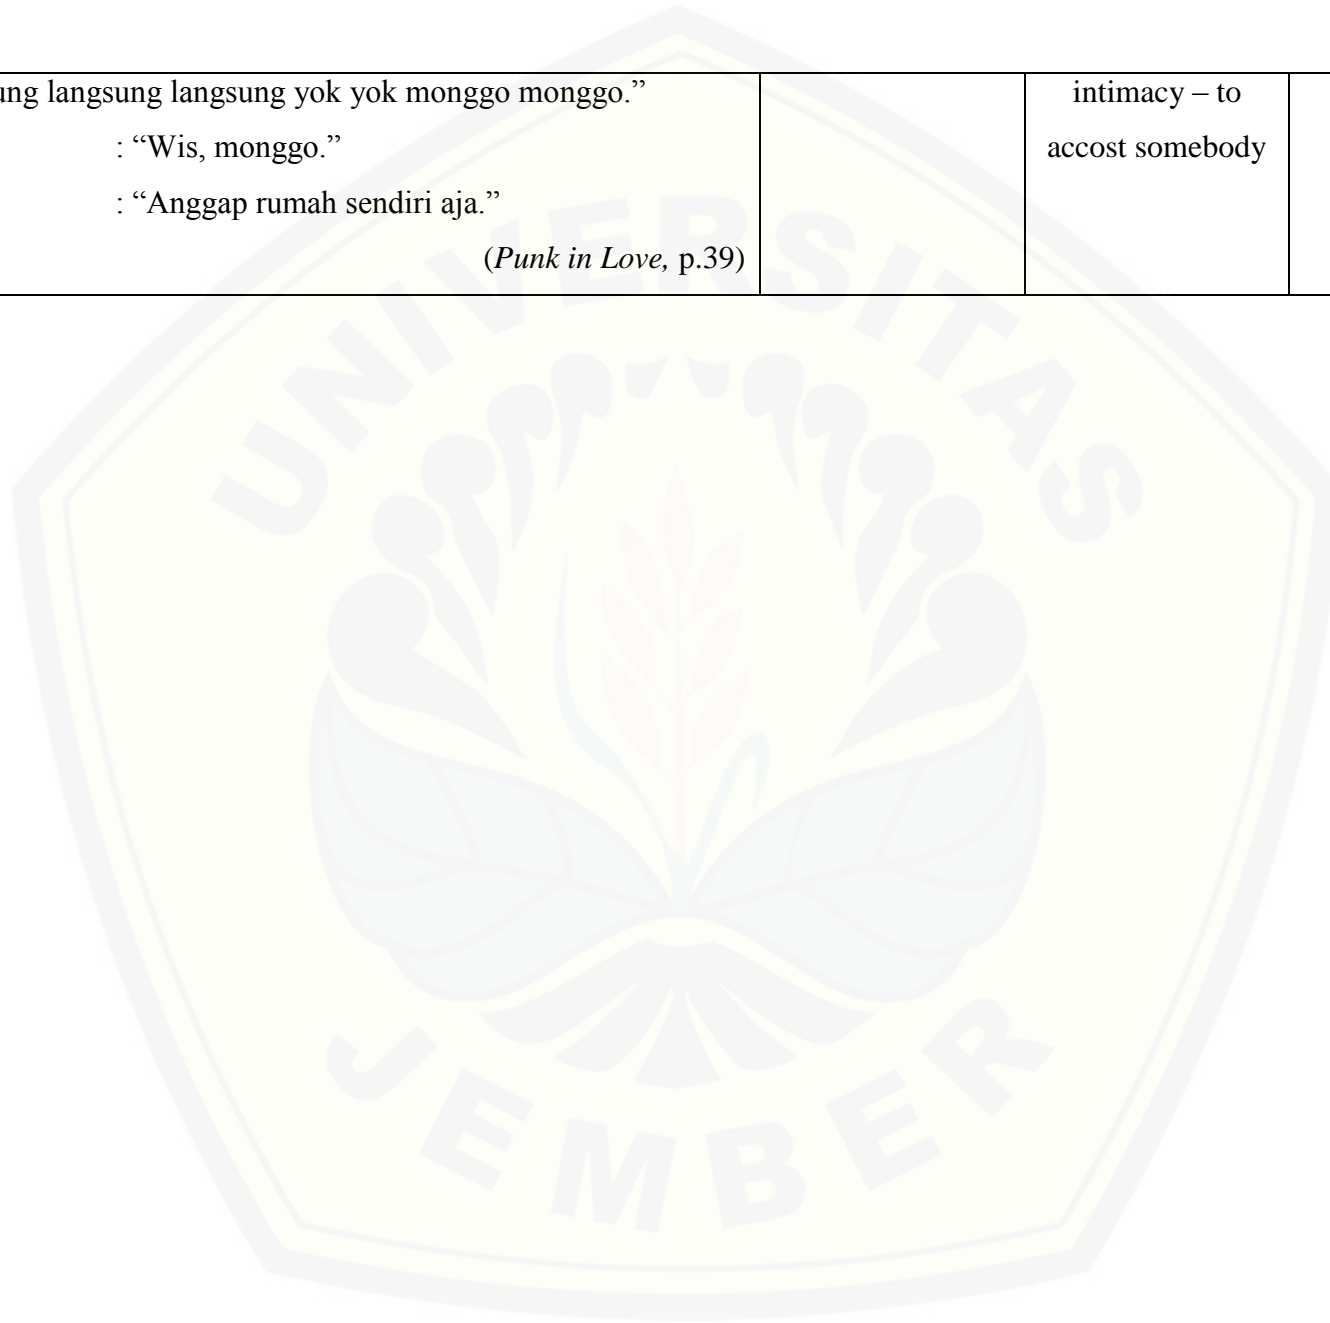 ung langsung langsung yok yok monggo monggo.”
: “Wis, monggo.”
: “Anggap rumah sendiri aja.”
(Punk in Love, p.39)
intimacy – to
accost somebody
UNIVERSITAS
JEMBER